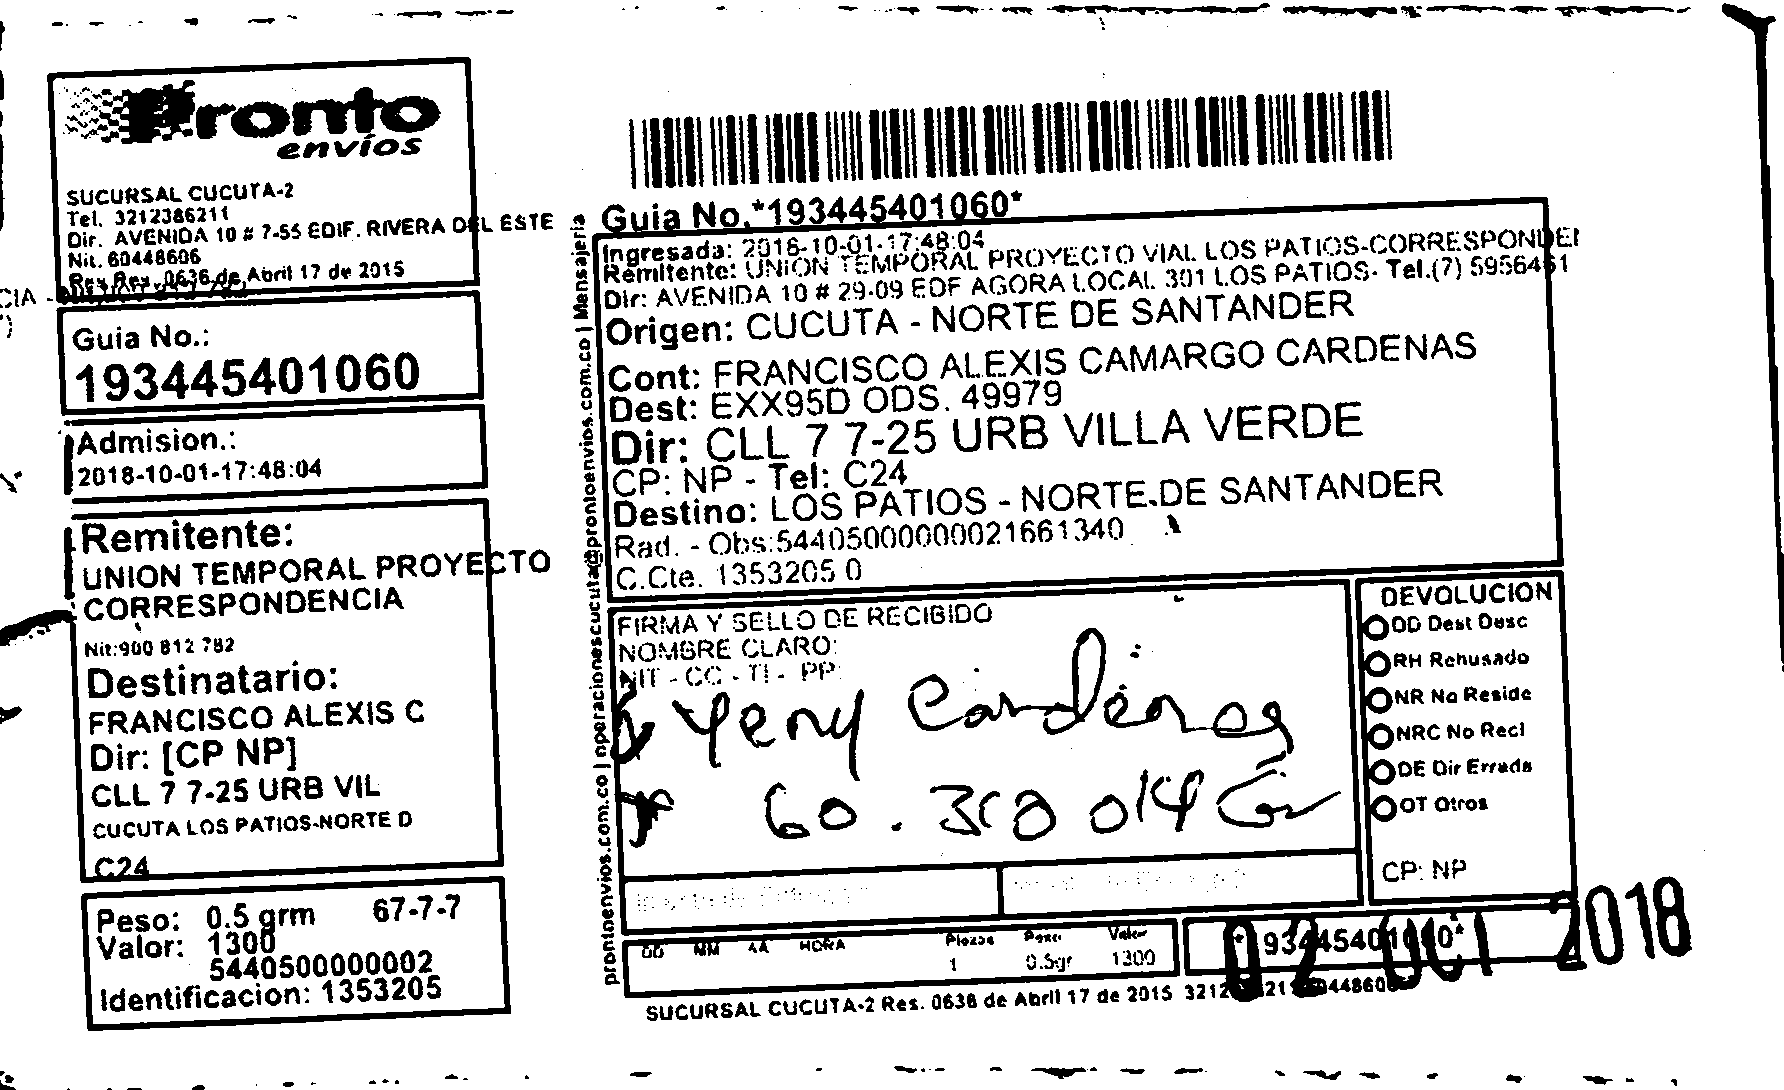 Pronto
envíos
SUCURSAL CUCUTA-2
Tel. 3212386211
Dir. AVENIDA 10 # 7-55 EDIF. RIVERA DEL ESTE
Nit. 60448606
Rev.Res. 0636 de Abril 17 de 2015
Guia No.:
193445401060
Admision.:
2018-10-01-17:48:04
Remitente:
UNION TEMPORAL PROYECTO
CORRESPONDENCIA
Nit:900 812 782
Destinatario:
FRANCISCO ALEXIS C
Dir: [CP NP]
CLL 7 7-25 URB VIL
CUCUTA LOS PATIOS-NORTE D
C24
Peso: 0.5 grm 67-7-7
Valor: 1300
5440500000002
Identificacion: 1353205
prontoenvios.com.co | operacionescucuta@prontoenvios.com.co | Mensajeria
Guia No.*193445401060*
Ingresada: 2018-10-01-17:48:04
Remitente: UNION TEMPORAL PROYECTO VIAL LOS PATIOS-CORRESPONDEN
Dir: AVENIDA 10 # 29-09 EDF AGORA LOCAL 301 LOS PATIOS- Tel.(7) 5956461
Origen: CUCUTA - NORTE DE SANTANDER
Cont: FRANCISCO ALEXIS CAMARGO CARDENAS
Dest: EXX95D ODS. 49979
Dir: CLL 7 7-25 URB VILLA VERDE
CP: NP - Tel: C24
Destino: LOS PATIOS - NORTE DE SANTANDER
Rad. - Obs:54405000000021661340
C.Cte. 1353205 0
FIRMA Y SELLO DE RECIBIDO
NOMBRE CLARO:
NIT - CC - TI - PP:
Yeny Cardenas
60.310 014
DEVOLUCION
DD Dest Desc
RH Rehusado
NR No Reside
NRC No Recl
DE Dir Errada
OT Otros
CP: NP
DD MM AA HORA
Piezas Peso Valor
1 0.5gr 1300
*193445401060*
02 OCT 2018
SUCURSAL CUCUTA-2 Res. 0636 de Abril 17 de 2015